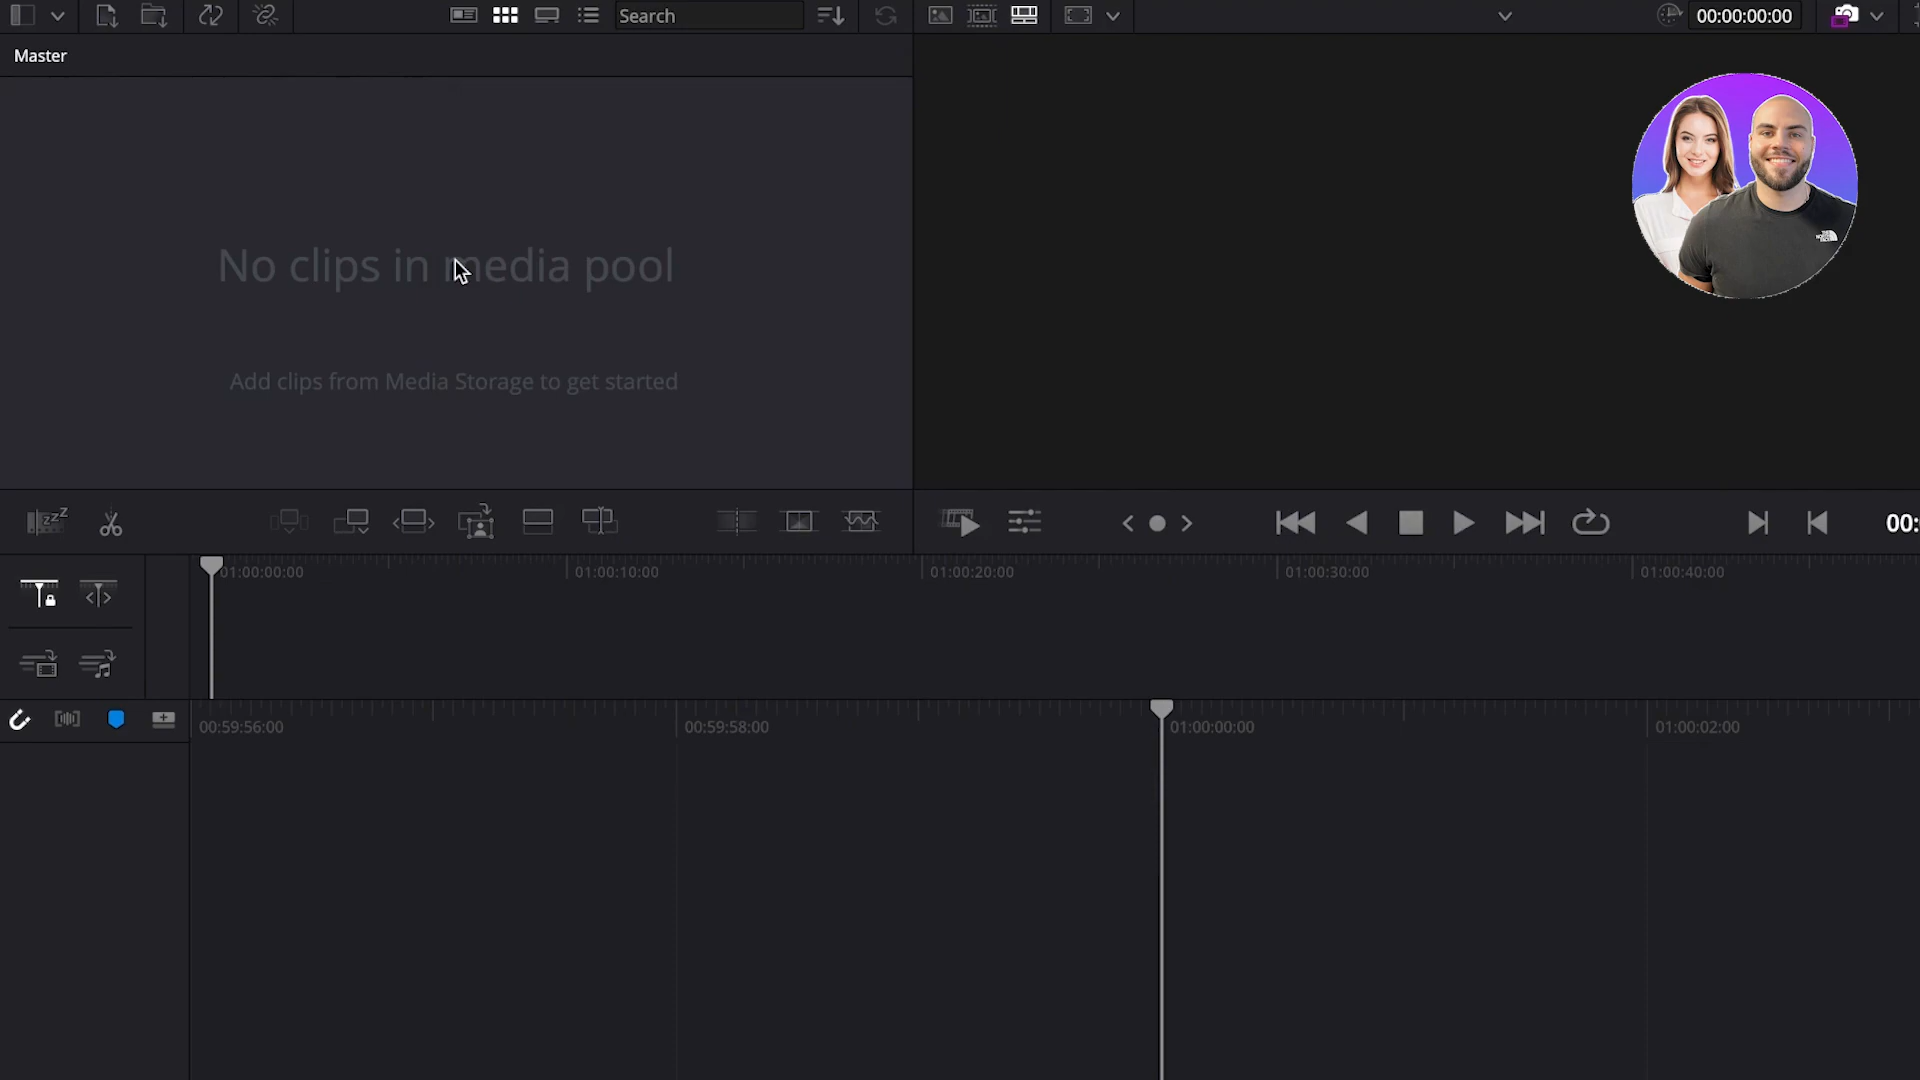 Search
00:00:00:00
Master
No clips in media pool
Add clips from Media Storage to get started
00:
01:00:00:00
01:00:10:00
01:00:20:00
01:00:30:00
01:00:40:00
00:59:56:00
00:59:58:00
01:00:00:00
01:00:02:00